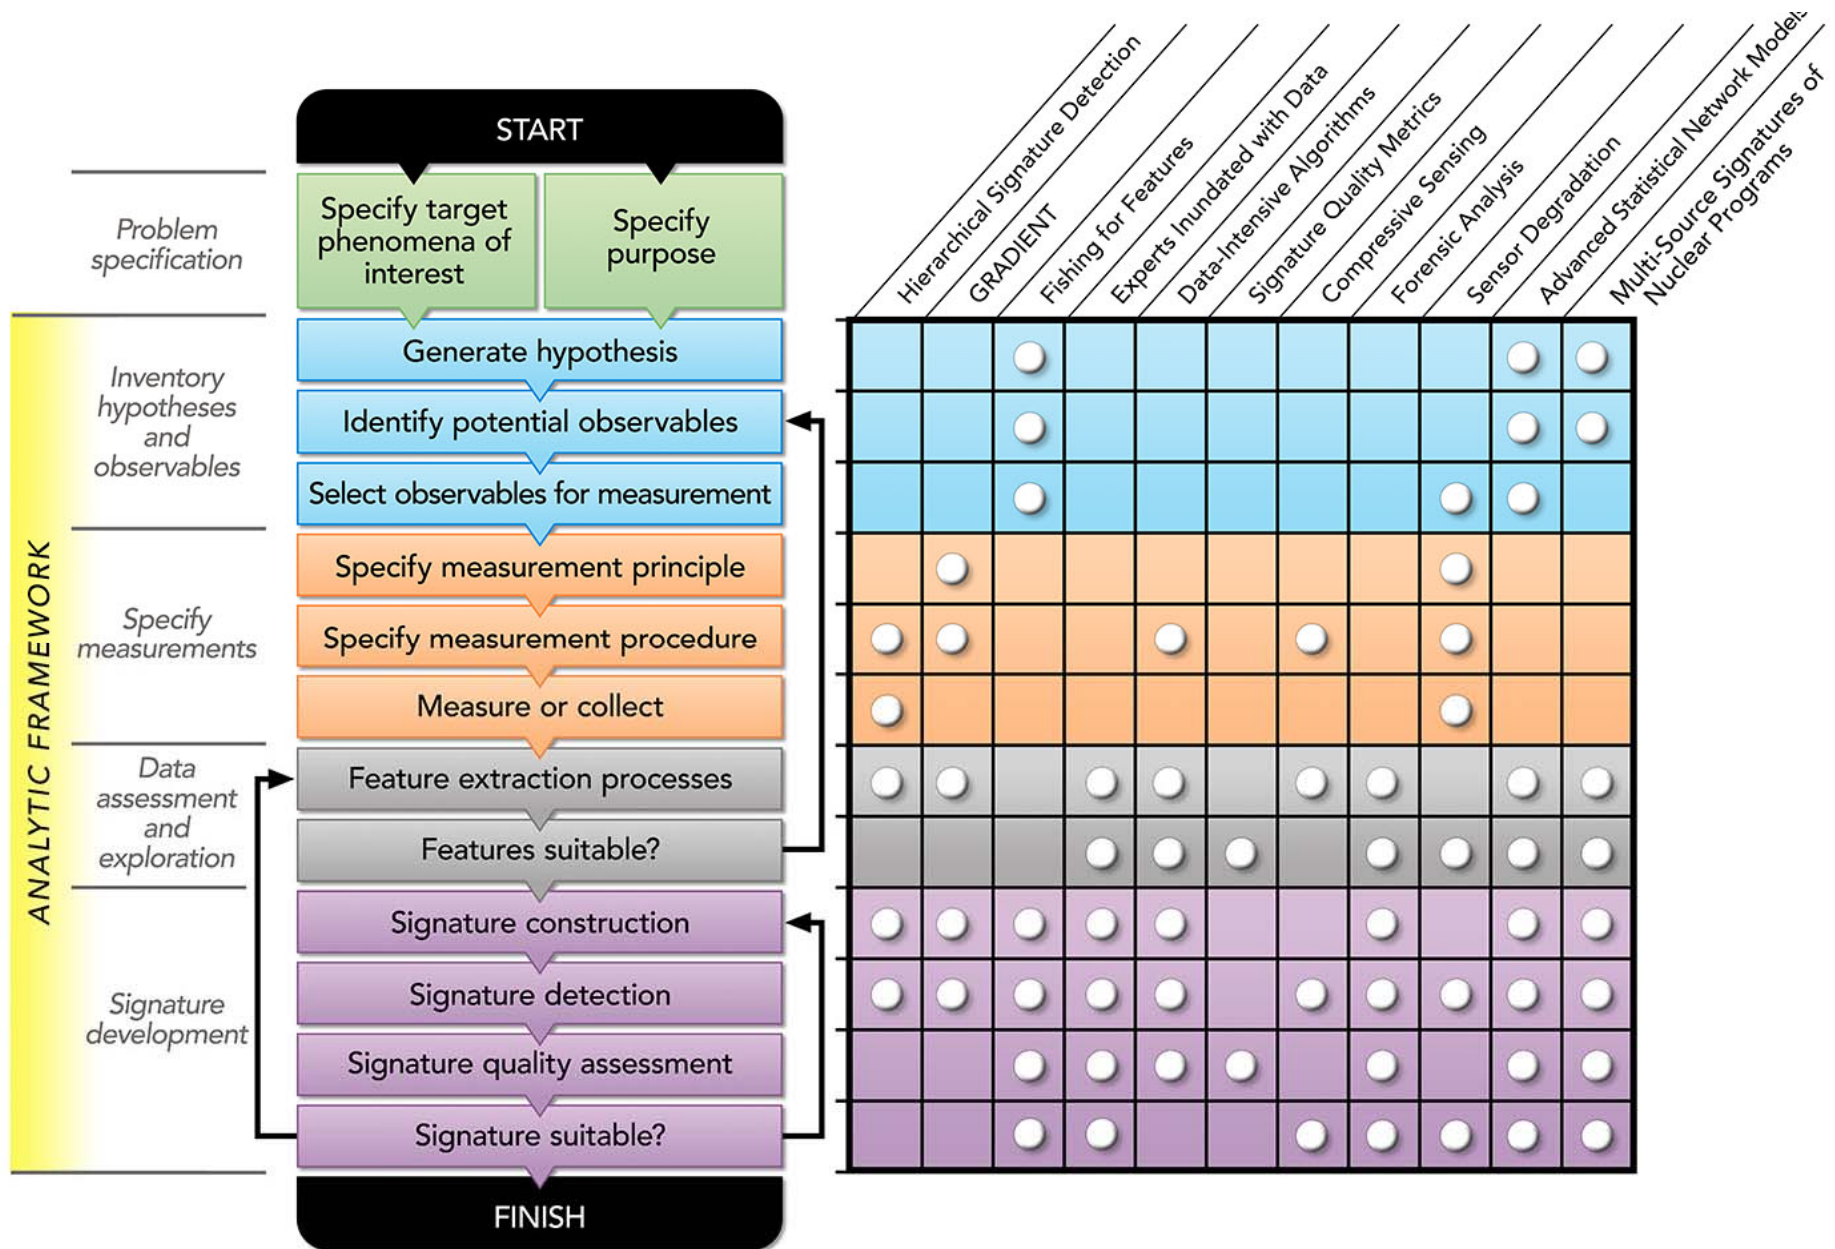 START
Problem
specification
Specify target
phenomena of
interest
Specify
purpose
ANALYTIC FRAMEWORK
Inventory
hypotheses
and
observables
Generate hypothesis
Identify potential observables
Select observables for measurement
Specify
measurements
Specify measurement principle
Specify measurement procedure
Measure or collect
Data
assessment
and
exploration
Feature extraction processes
Features suitable?
Signature
development
Signature construction
Signature detection
Signature quality assessment
Signature suitable?
FINISH
Hierarchical Signature Detection
GRADIENT
Fishing for Features
Experts Inundated with Data
Data-Intensive Algorithms
Signature Quality Metrics
Compressive Sensing
Forensic Analysis
Sensor Degradation
Advanced Statistical Network Models
Multi-Source Signatures of
Nuclear Programs